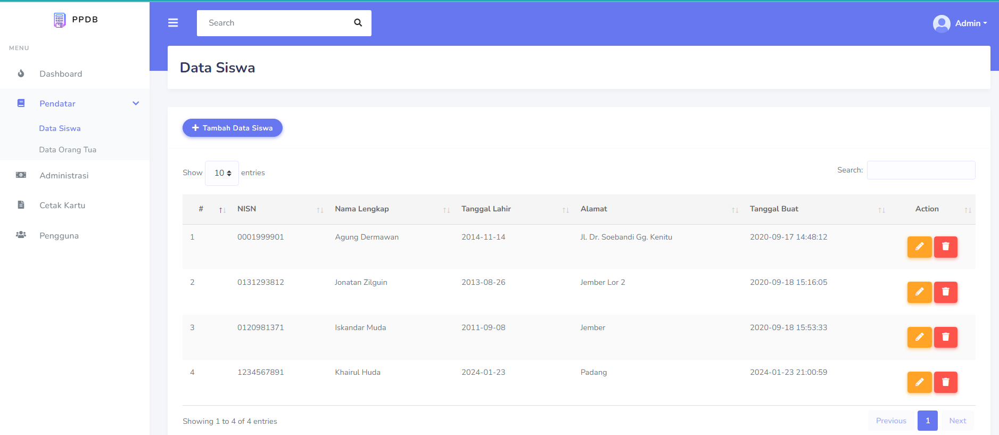 PPDB
Search
Admin
MENU
Dashboard
Pendatar
Data Siswa
Data Orang Tua
Administrasi
Cetak Kartu
Pengguna
Data Siswa
Tambah Data Siswa
Show 10 entries
Search:
# NISN Nama Lengkap Tanggal Lahir Alamat Tanggal Buat Action
1 0001999901 Agung Dermawan 2014-11-14 Jl. Dr. Soebandi Gg. Kenitu 2020-09-17 14:48:12
2 0131293812 Jonatan Zilguin 2013-08-26 Jember Lor 2 2020-09-18 15:16:05
3 0120981371 Iskandar Muda 2011-09-08 Jember 2020-09-18 15:53:33
4 1234567891 Khairul Huda 2024-01-23 Padang 2024-01-23 21:00:59
Showing 1 to 4 of 4 entries
Previous 1 Next